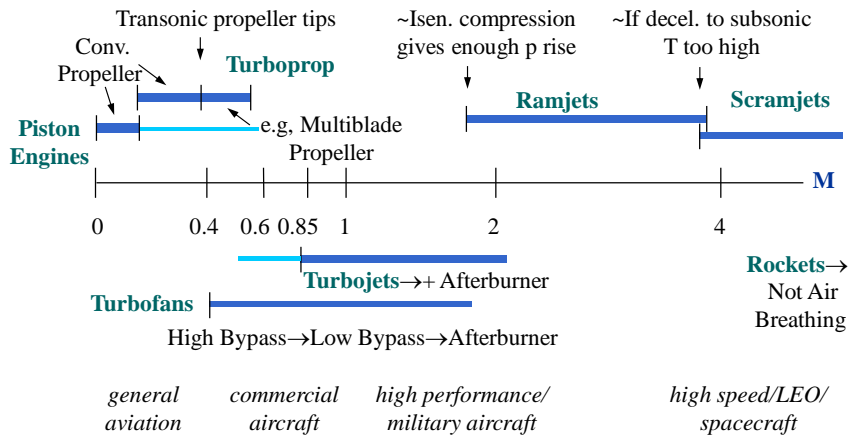 Transonic propeller tips
~Isen. compression
gives enough p rise
~If decel. to subsonic
T too high
Conv.
Propeller
Turboprop
Ramjets
Scramjets
Piston
Engines
e.g, Multiblade
Propeller
M
0 0.4 0.6 0.85 1 2 4
Turbojets→+ Afterburner
Rockets→
Not Air
Breathing
Turbofans
High Bypass→Low Bypass→Afterburner
general
aviation
commercial
aircraft
high performance/
military aircraft
high speed/LEO/
spacecraft